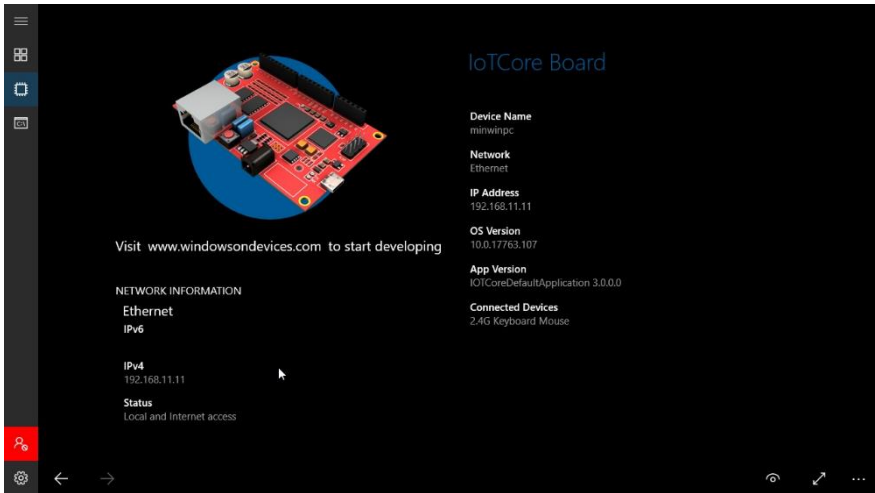 IoTCore Board
Device Name
minwinpc
Network
Ethernet
IP Address
192.168.11.11
OS Version
10.0.17763.107
App Version
IOTCoreDefaultApplication 3.0.0.0
Connected Devices
2.4G Keyboard Mouse
Visit www.windowsondevices.com to start developing
NETWORK INFORMATION
Ethernet
IPv6
IPv4
192.168.11.11
Status
Local and Internet access